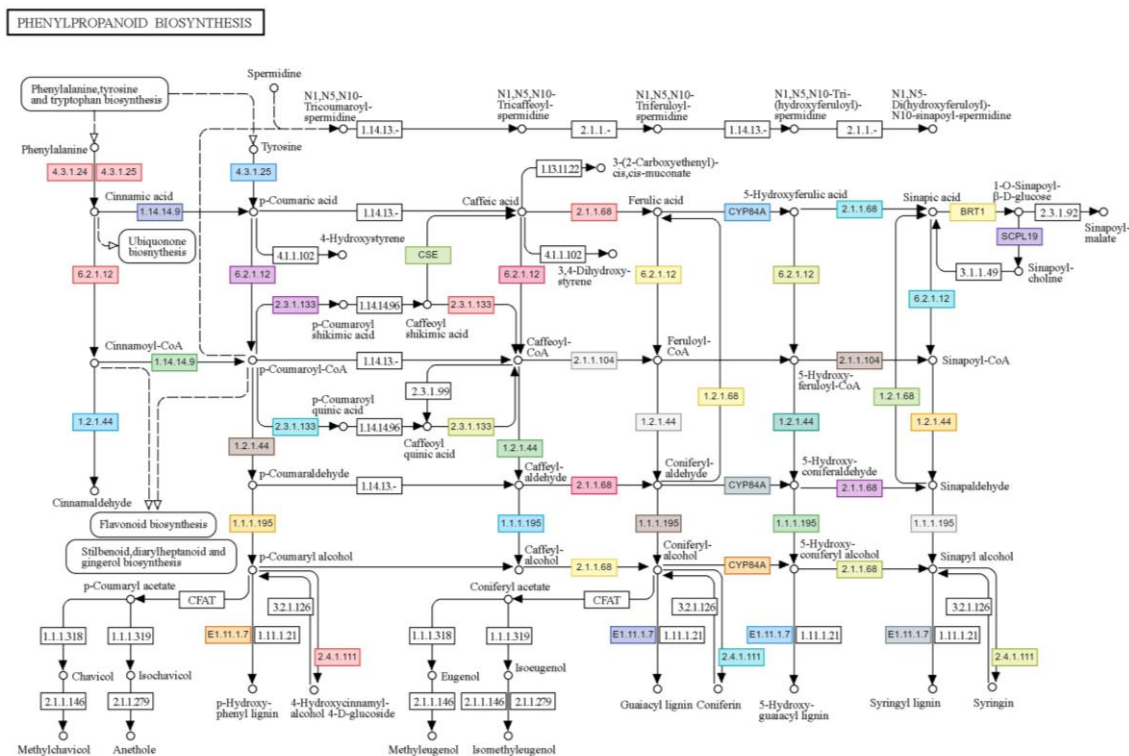 PHENYLPROPANOID BIOSYNTHESIS
Phenylalanine,tyrosine
and tryptophan biosynthesis
Spermidine
N1,N5,N10-
Tricoumaroyl-
spermidine
1.14.13.-
N1,N5,N10-
Tricaffeoyl-
spermidine
2.1.1.-
N1,N5,N10-
Triferuloyl-
spermidine
1.14.13.-
N1,N5,N10-Tri-
(hydroxyferuloyl)-
spermidine
2.1.1.-
N1,N5-
Di(hydroxyferuloyl)-
N10-sinapoyl-spermidine
Phenylalanine
Tyrosine
4.3.1.24
4.3.1.25
4.3.1.25
1.13.11.22
3-(2-Carboxyethenyl)-
cis,cis-muconate
Cinnamic acid
1.14.14.9
p-Coumaric acid
1.14.13.-
Caffeic acid
2.1.1.68
Ferulic acid
CYP84A
5-Hydroxyferulic acid
2.1.1.68
Sinapic acid
BRT1
1-O-Sinapoyl-
β-D-glucose
2.3.1.92
Sinapoyl-
malate
Ubiquonone
biosnythesis
4.1.1.102
4-Hydroxystyrene
CSE
4.1.1.102
3,4-Dihydroxy-
styrene
SCPL19
3.1.1.49
Sinapoyl-
choline
6.2.1.12
6.2.1.12
6.2.1.12
6.2.1.12
6.2.1.12
6.2.1.12
2.3.1.133
p-Coumaroyl
shikimic acid
1.14.14.96
Caffeoyl
shikimic acid
2.3.1.133
Cinnamoyl-CoA
1.14.14.9
p-Coumaroyl-CoA
1.14.13.-
Caffeoyl-
CoA
2.1.1.104
Feruloyl-
CoA
5-Hydroxy-
feruloyl-CoA
2.1.1.104
Sinapoyl-CoA
2.3.1.99
1.2.1.68
1.2.1.68
p-Coumaroyl
quinic acid
2.3.1.133
1.14.14.96
Caffeoyl
quinic acid
2.3.1.133
1.2.1.44
1.2.1.44
1.2.1.44
1.2.1.44
1.2.1.44
1.2.1.44
Cinnamaldehyde
p-Coumaraldehyde
1.14.13.-
Caffeyl-
aldehyde
2.1.1.68
Coniferyl-
aldehyde
CYP84A
5-Hydroxy-
coniferaldehyde
2.1.1.68
Sinapaldehyde
Flavonoid biosynthesis
1.1.1.195
1.1.1.195
1.1.1.195
1.1.1.195
1.1.1.195
Stilbenoid,diarylheptanoid and
gingerol biosynthesis
p-Coumaryl alcohol
Caffeyl-
alcohol
2.1.1.68
Coniferyl-
alcohol
CYP84A
5-Hydroxy-
coniferyl alcohol
2.1.1.68
Sinapyl alcohol
p-Coumaryl acetate
CFAT
Coniferyl acetate
CFAT
3.2.1.126
3.2.1.126
3.2.1.126
1.1.1.318
1.1.1.319
E1.11.1.7
1.11.1.21
2.4.1.111
1.1.1.318
1.1.1.319
E1.11.1.7
1.11.1.21
2.4.1.111
E1.11.1.7
1.11.1.21
E1.11.1.7
1.11.1.21
2.4.1.111
Chavicol
Isochavicol
Eugenol
Isoeugenol
2.1.1.146
2.1.1.279
2.1.1.146
2.1.1.146
2.1.1.279
p-Hydroxy-
phenyl lignin
4-Hydroxycinnamyl-
alcohol 4-D-glucoside
Guaiacyl lignin
Coniferin
5-Hydroxy-
guaiacyl lignin
Syringyl lignin
Syringin
Methylchavicol
Anethole
Methyleugenol
Isomethyleugenol